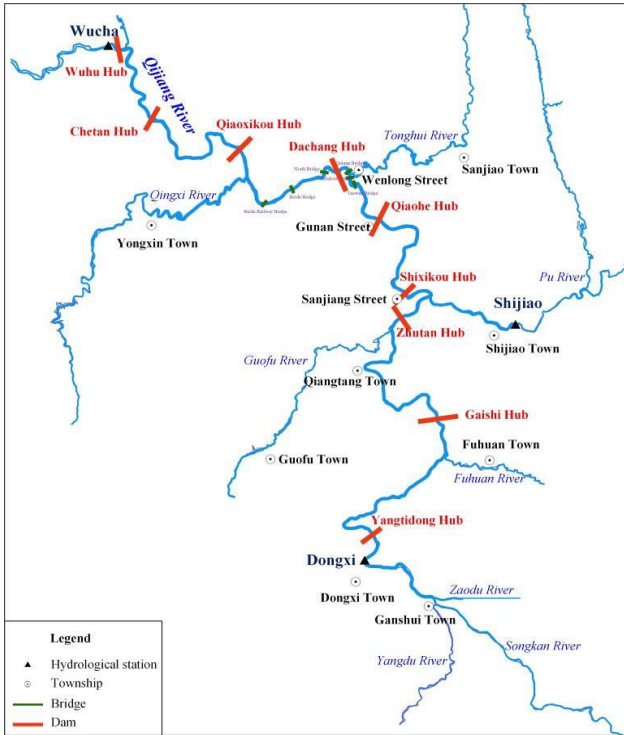 Wucha
Wuhu Hub
Qijiang River
Chetan Hub
Qiaoxikou Hub
Dachang Hub
Tonghui River
Sanjiao Town
Wenlong Street
Qingxi River
Yongxin Town
Gunan Street
Qiaohe Hub
Shixikou Hub
Pu River
Sanjiang Street
Shijiao
Zhutan Hub
Shijiao Town
Guofu River
Qiangtang Town
Gaishi Hub
Fuhuan Town
Guofu Town
Fuhuan River
Yangtidong Hub
Dongxi
Dongxi Town
Zaodu River
Ganshui Town
Songkan River
Yangdu River
Legend
Hydrological station
Township
Bridge
Dam